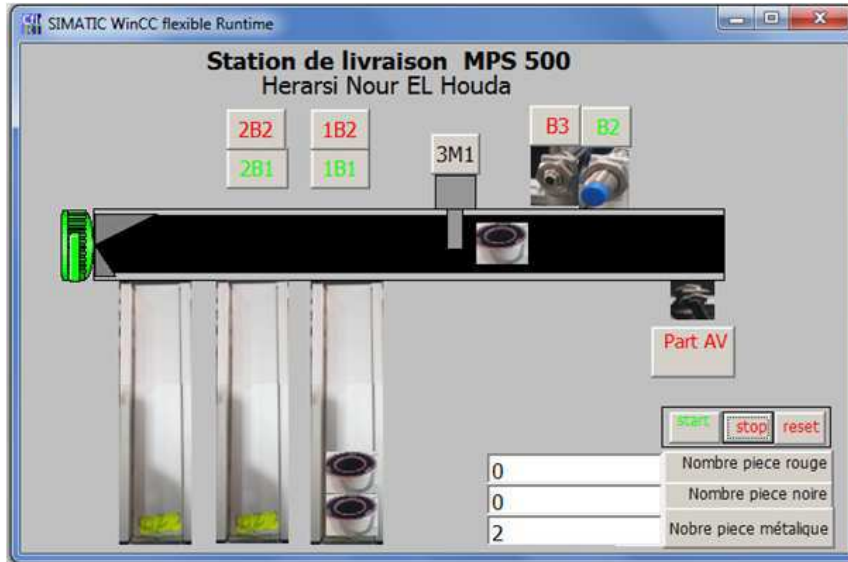 SIMATIC WinCC flexible Runtime
Station de livraison MPS 500
Herarsi Nour EL Houda
2B2 1B2 B3 B2
2B1 1B1 3M1
Part AV
start stop reset
0 Nombre piece rouge
0 Nombre piece noire
2 Nobre piece métalique